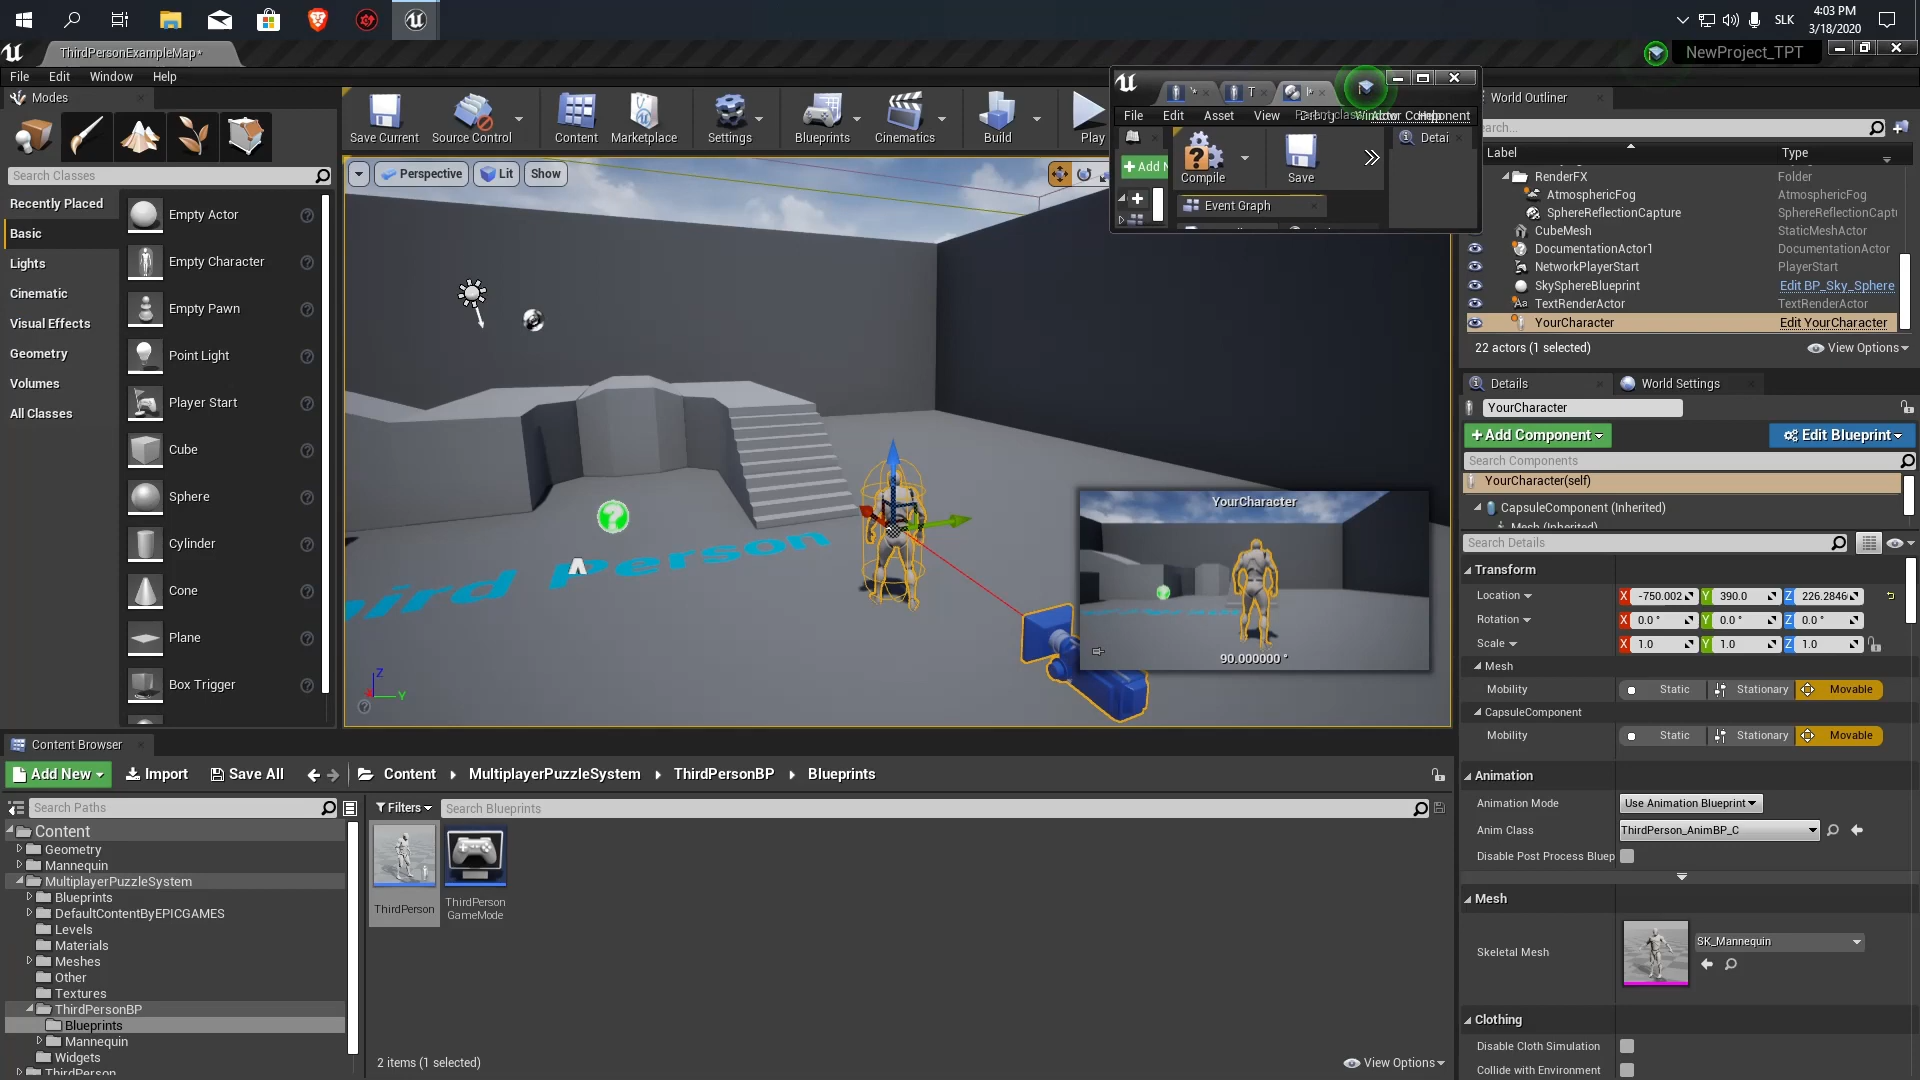 SLK
4:03 PM
3/18/2020
ThirdPersonExampleMap*
NewProject_TPT
File Edit Window Help
Modes
Search Classes
Recently Placed
Basic
Lights
Cinematic
Visual Effects
Geometry
Volumes
All Classes
Empty Actor
Empty Character
Empty Pawn
Point Light
Player Start
Cube
Sphere
Cylinder
Cone
Plane
Box Trigger
Save Current
Source Control
Content
Marketplace
Settings
Blueprints
Cinematics
Build
Play
Perspective
Lit
Show
File Edit Asset View
Help
Add N
Compile
Save
Detai
Event Graph
YourCharacter
90.000000 °
ird Person
Z
Y
World Outliner
earch...
Label Type
RenderFX Folder
AtmosphericFog AtmosphericFog
SphereReflectionCapture SphereReflectionCaptu
CubeMesh StaticMeshActor
DocumentationActor1 DocumentationActor
NetworkPlayerStart PlayerStart
SkySphereBlueprint Edit BP_Sky_Sphere
TextRenderActor TextRenderActor
YourCharacter Edit YourCharacter
22 actors (1 selected)
View Options
Details
World Settings
YourCharacter
+Add Component
Edit Blueprint
Search Components
YourCharacter(self)
CapsuleComponent (Inherited)
Mesh (Inherited)
Search Details
Transform
Location X -750.002 Y 390.0 Z 226.2846
Rotation X 0.0 ° Y 0.0 ° Z 0.0 °
Scale X 1.0 Y 1.0 Z 1.0
Mesh
Mobility Static Stationary Movable
CapsuleComponent
Mobility Static Stationary Movable
Animation
Animation Mode Use Animation Blueprint
Anim Class ThirdPerson_AnimBP_C
Disable Post Process Bluep
Mesh
Skeletal Mesh SK_Mannequin
Clothing
Disable Cloth Simulation
Collide with Environment
Content Browser
Add New
Import
Save All
Content
MultiplayerPuzzleSystem
ThirdPersonBP
Blueprints
Search Paths
Filters
Search Blueprints
Content
Geometry
Mannequin
MultiplayerPuzzleSystem
Blueprints
DefaultContentByEPICGAMES
Levels
Materials
Meshes
Other
Textures
ThirdPersonBP
Blueprints
Mannequin
Widgets
ThirdPerson
ThirdPerson
ThirdPerson
GameMode
2 items (1 selected)
View Options